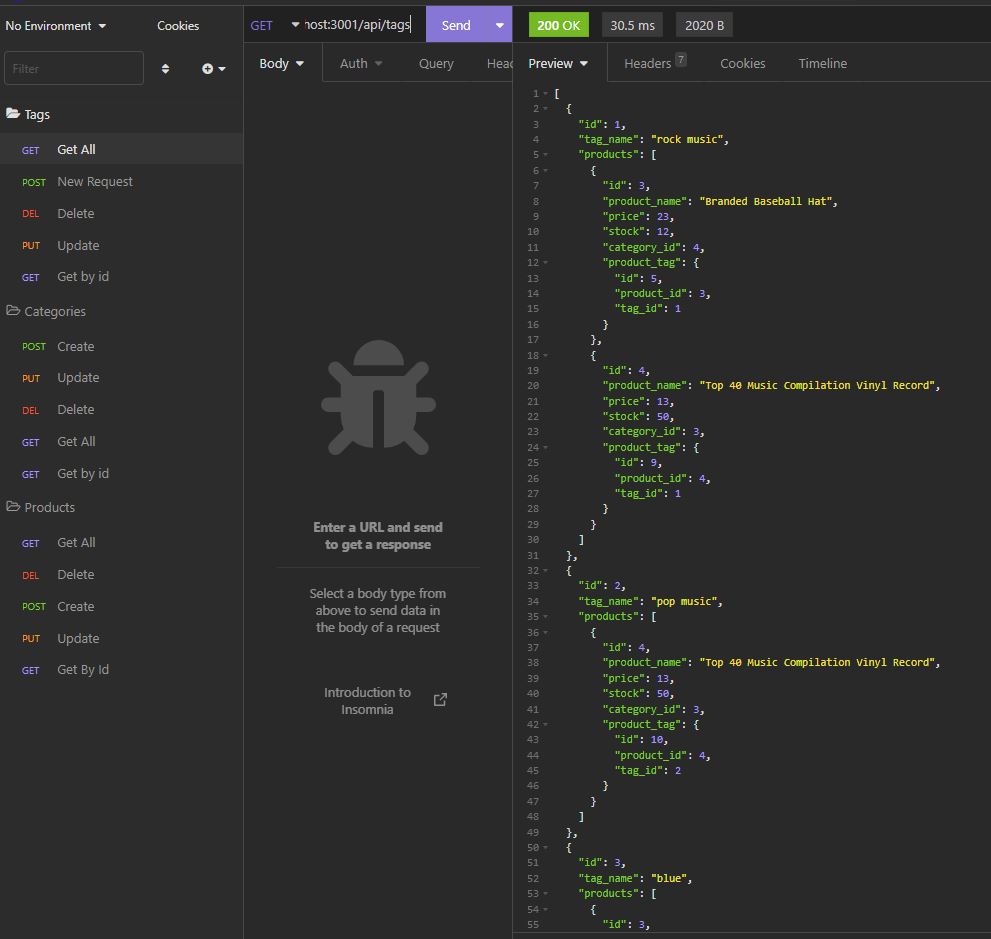 No Environment
Cookies
Filter
Tags
GET Get All
POST New Request
DEL Delete
PUT Update
GET Get by id
Categories
POST Create
PUT Update
DEL Delete
GET Get All
GET Get by id
Products
GET Get All
DEL Delete
POST Create
PUT Update
GET Get By Id
GET host:3001/api/tags Send
Body Auth Query Head
Enter a URL and send
to get a response
Select a body type from
above to send data in
the body of a request
Introduction to
Insomnia
200 OK 30.5 ms 2020 B
Preview Headers 7 Cookies Timeline
1 [
2 {
3 "id": 1,
4 "tag_name": "rock music",
5 "products": [
6 {
7 "id": 3,
8 "product_name": "Branded Baseball Hat",
9 "price": 23,
10 "stock": 12,
11 "category_id": 4,
12 "product_tag": {
13 "id": 5,
14 "product_id": 3,
15 "tag_id": 1
16 }
17 },
18 {
19 "id": 4,
20 "product_name": "Top 40 Music Compilation Vinyl Record",
21 "price": 13,
22 "stock": 50,
23 "category_id": 3,
24 "product_tag": {
25 "id": 9,
26 "product_id": 4,
27 "tag_id": 1
28 }
29 }
30 ]
31 },
32 {
33 "id": 2,
34 "tag_name": "pop music",
35 "products": [
36 {
37 "id": 4,
38 "product_name": "Top 40 Music Compilation Vinyl Record",
39 "price": 13,
40 "stock": 50,
41 "category_id": 3,
42 "product_tag": {
43 "id": 10,
44 "product_id": 4,
45 "tag_id": 2
46 }
47 }
48 ]
49 },
50 {
51 "id": 3,
52 "tag_name": "blue",
53 "products": [
54 {
55 "id": 3,